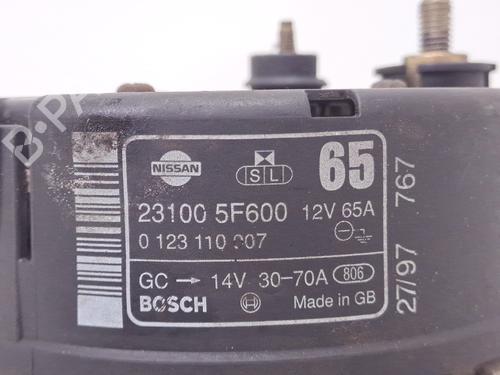 NISSAN
S L
65
23100 5F600 12V 65A
0 123 110 007
GC → 14V 30-70A 806
BOSCH Made in GB
27/97 767
B-PA